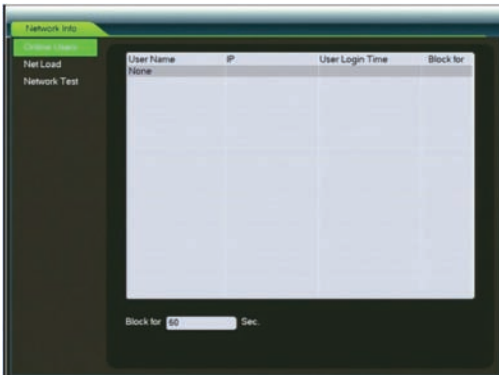 Network Info
Online Users
Net Load
Network Test
User Name IP User Login Time Block for
None
Block for 60 Sec.